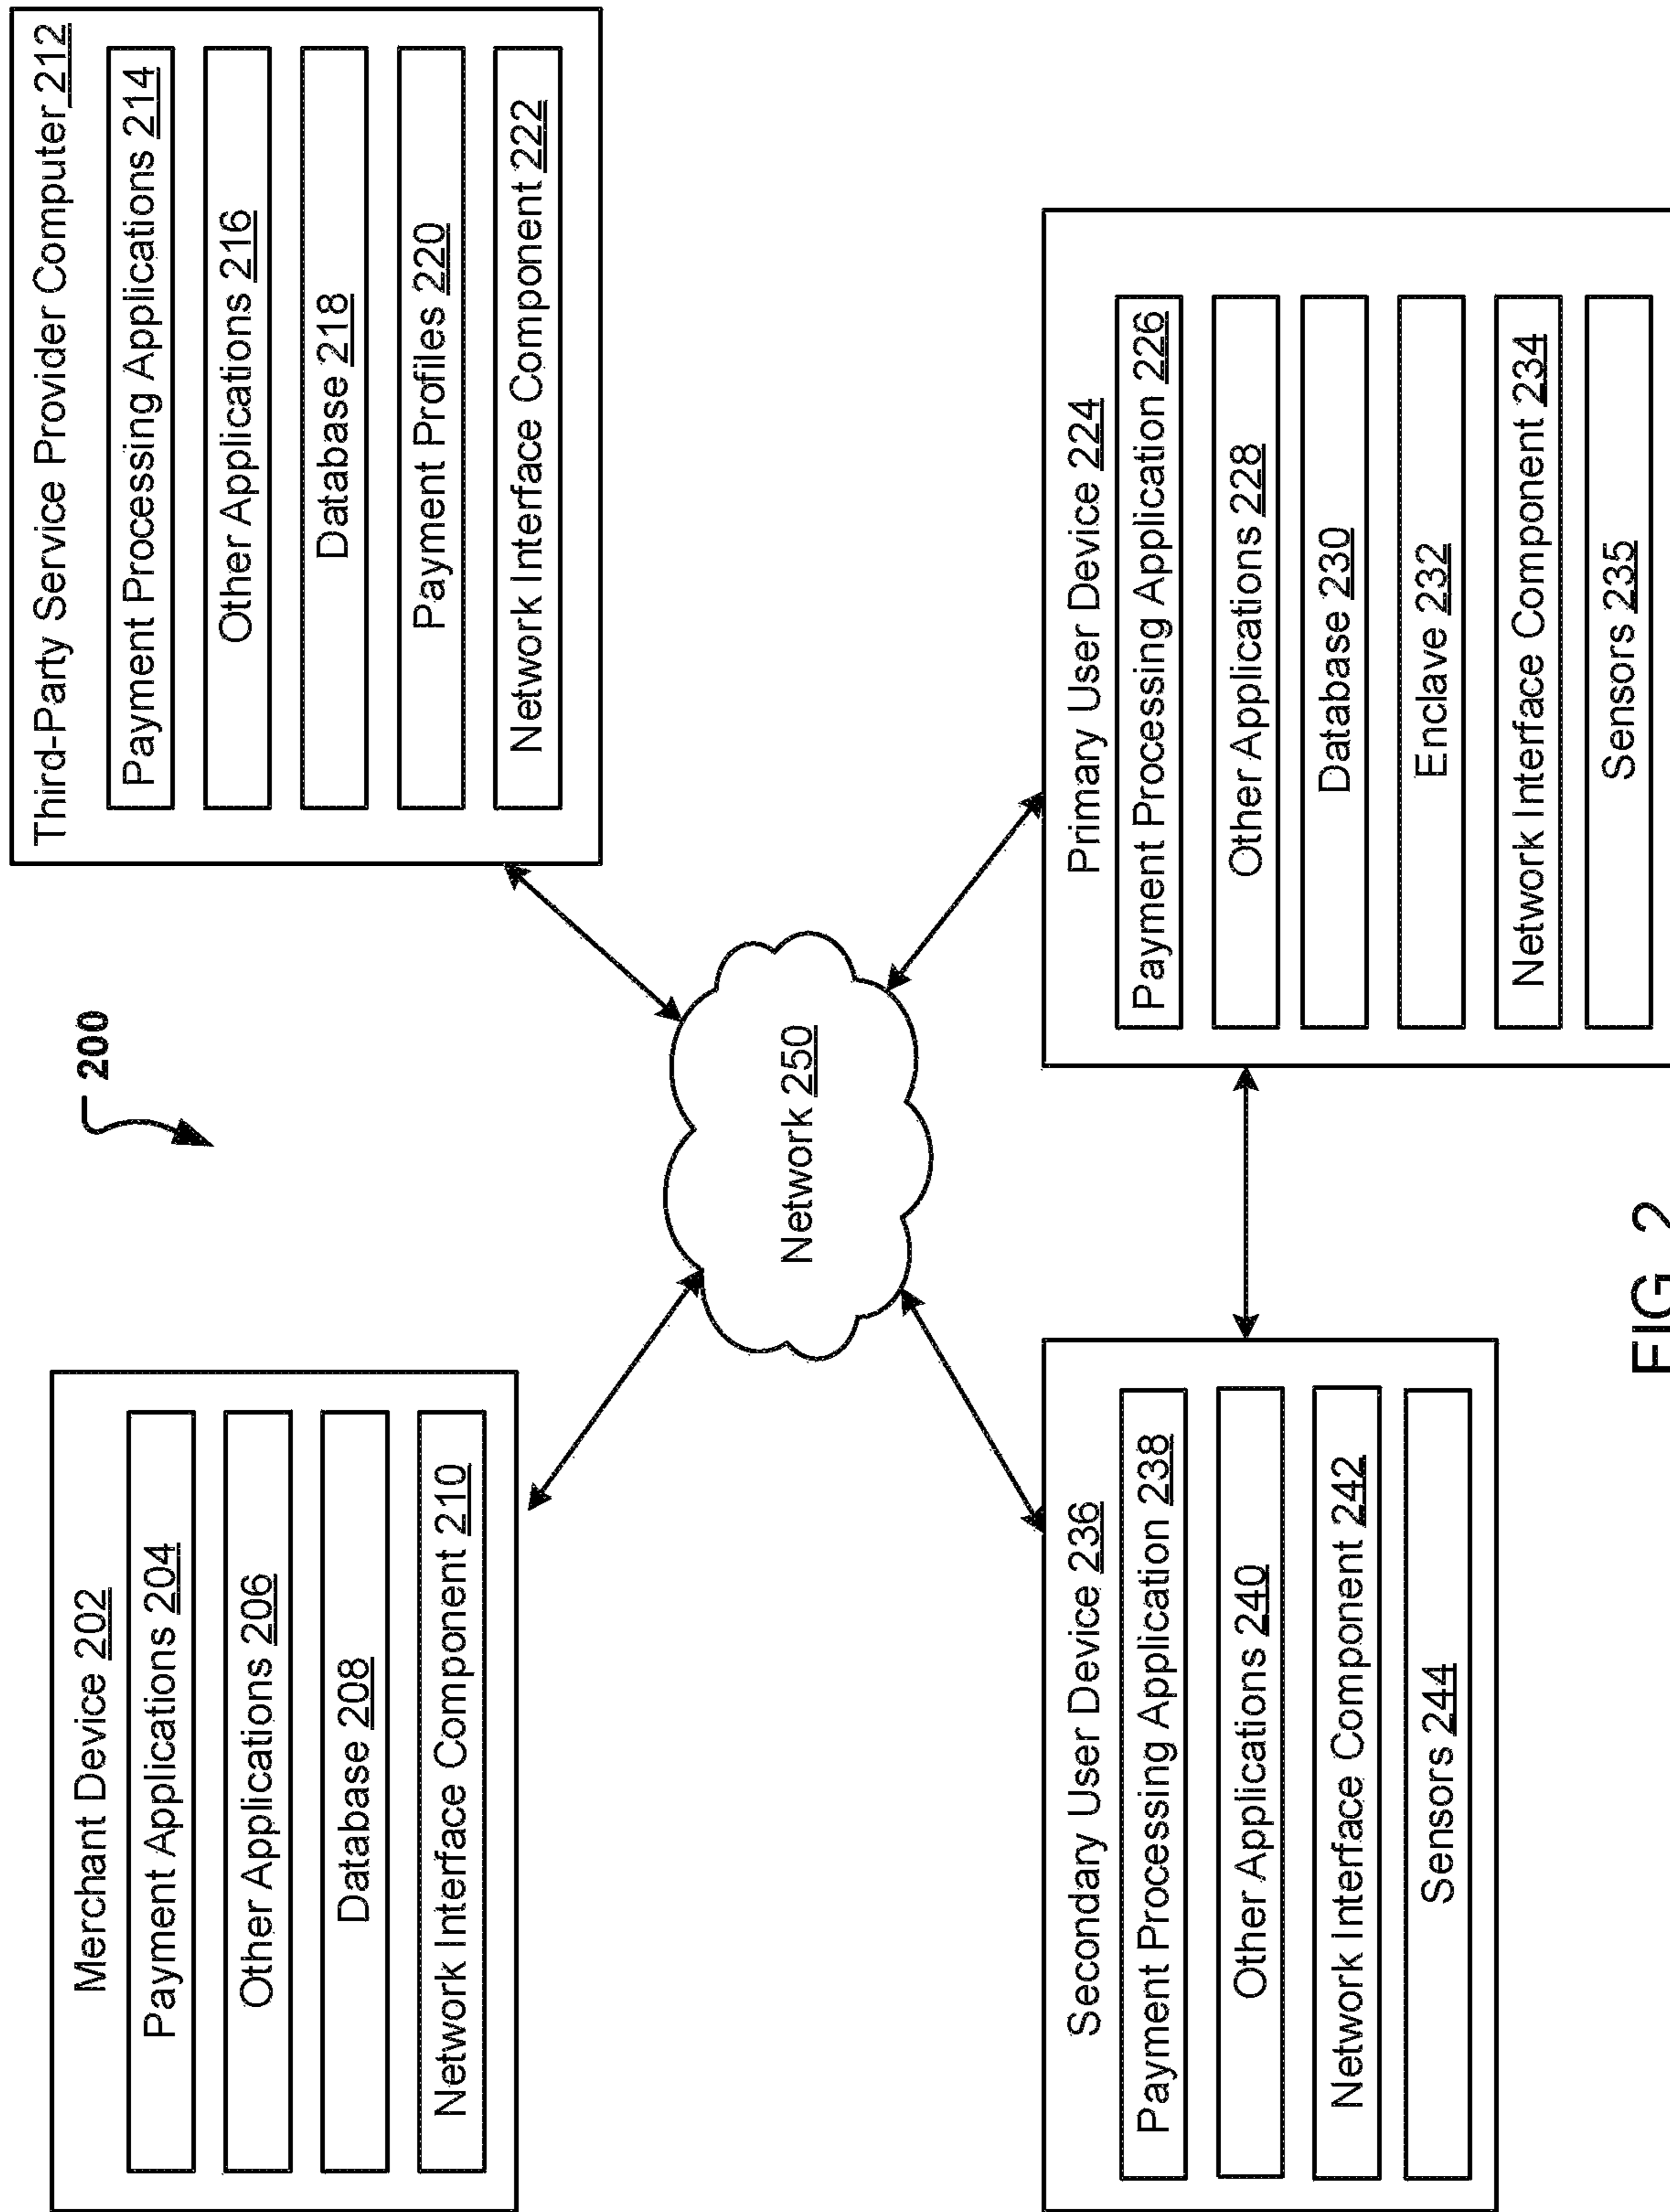 200
Merchant Device 202
Payment Applications 204
Other Applications 206
Database 208
Network Interface Component 210
Third-Party Service Provider Computer 212
Payment Processing Applications 214
Other Applications 216
Database 218
Payment Profiles 220
Network Interface Component 222
Network 250
Secondary User Device 236
Payment Processing Application 238
Other Applications 240
Network Interface Component 242
Sensors 244
Primary User Device 224
Payment Processing Application 226
Other Applications 228
Database 230
Enclave 232
Network Interface Component 234
Sensors 235
FIG. 2